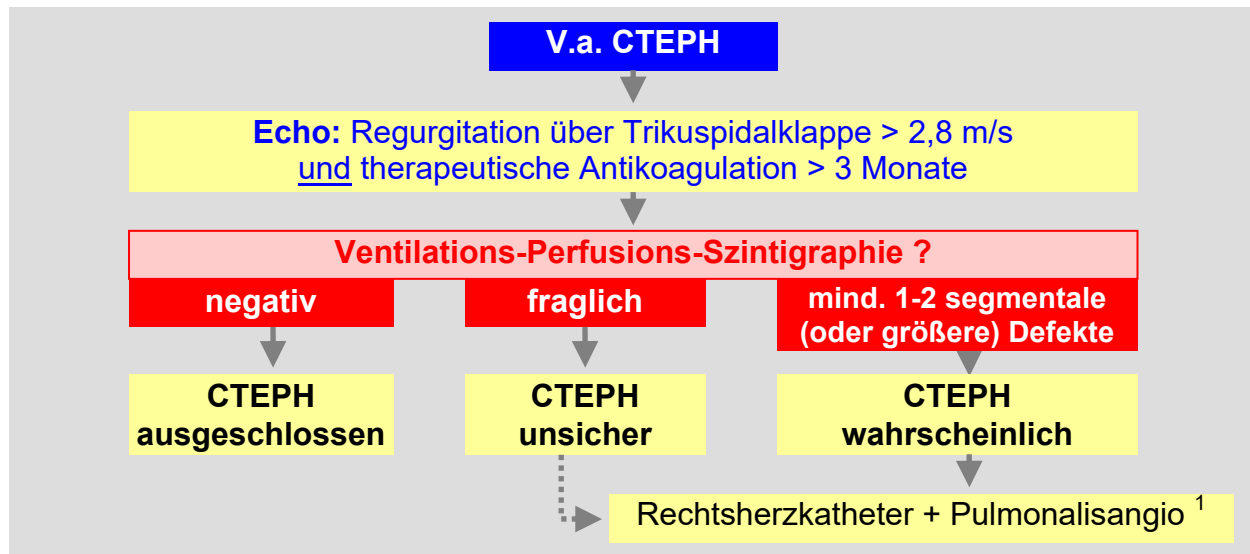 V.a. CTEPH
Echo: Regurgitation über Trikuspidalklappe > 2,8 m/s
und therapeutische Antikoagulation > 3 Monate
Ventilations-Perfusions-Szintigraphie ?
negativ
fraglich
mind. 1-2 segmentale
(oder größere) Defekte
CTEPH
ausgeschlossen
CTEPH
unsicher
CTEPH
wahrscheinlich
Rechtsherzkatheter + Pulmonalisangio 1